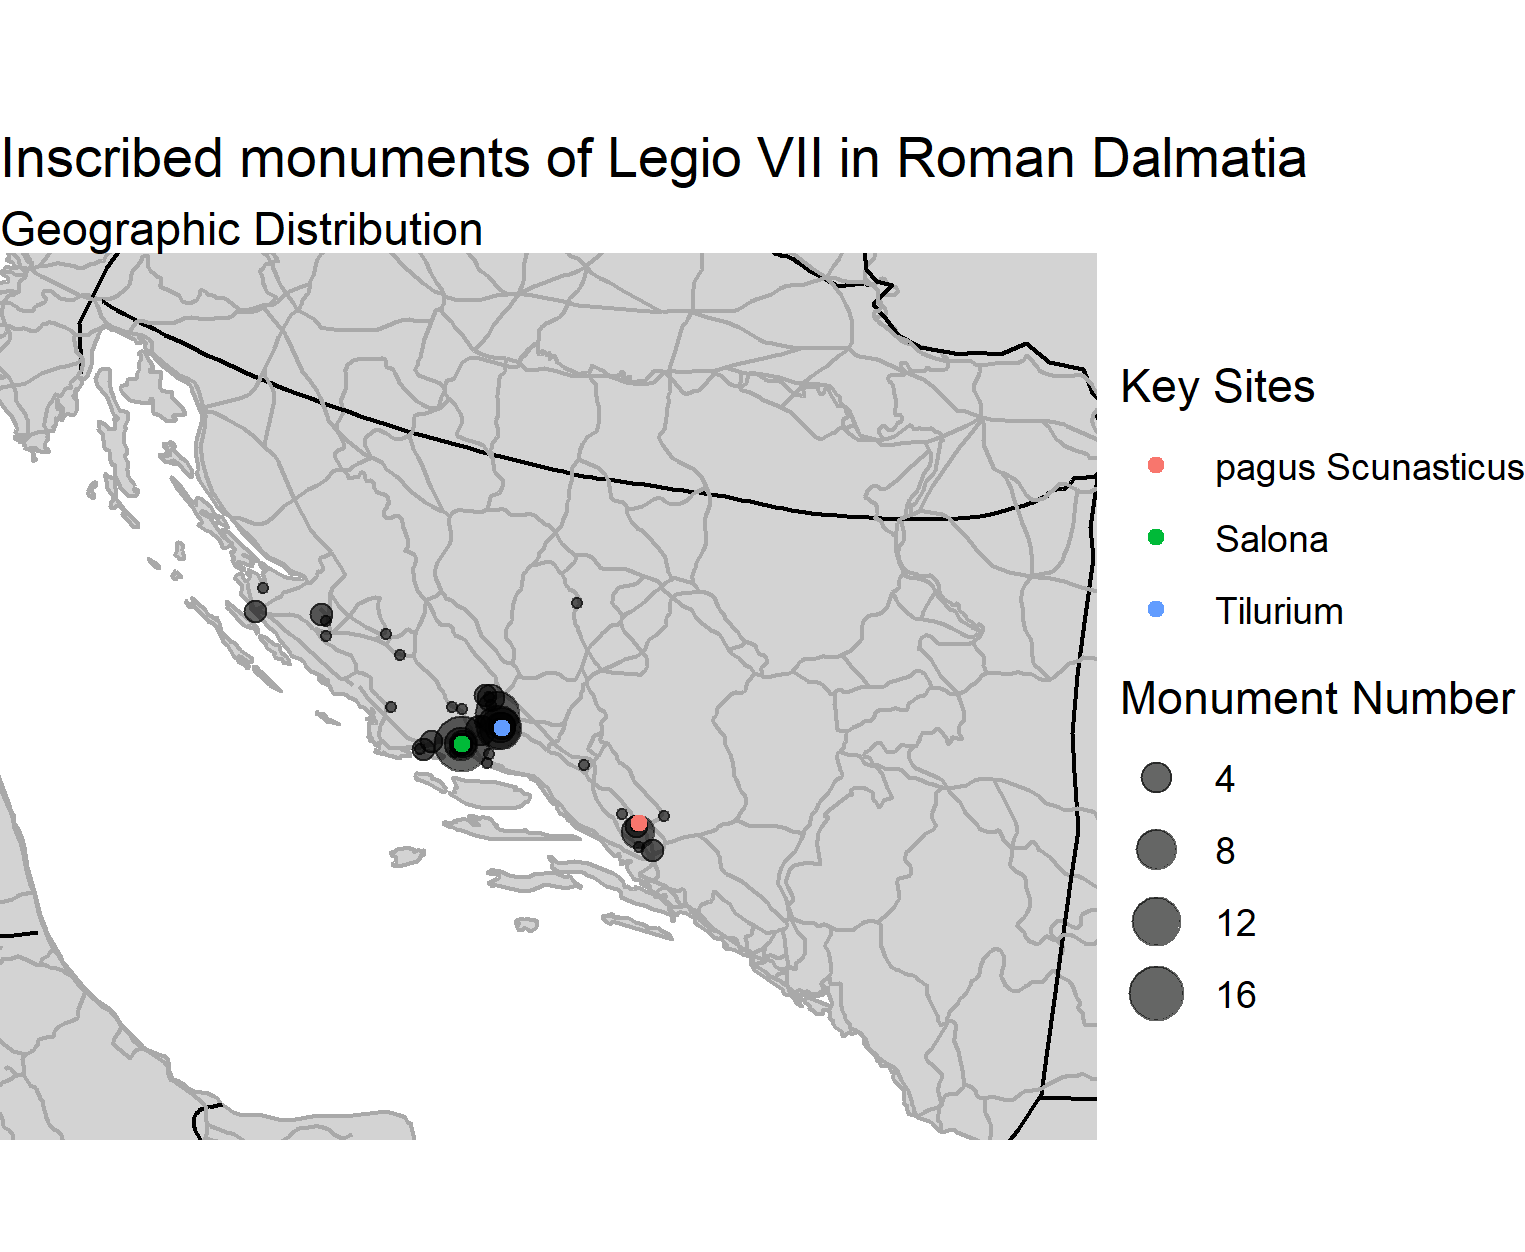 Inscribed monuments of Legio VII in Roman Dalmatia
Geographic Distribution
Key Sites
pagus Scunasticus
Salona
Tilurium
Monument Number
4
8
12
16